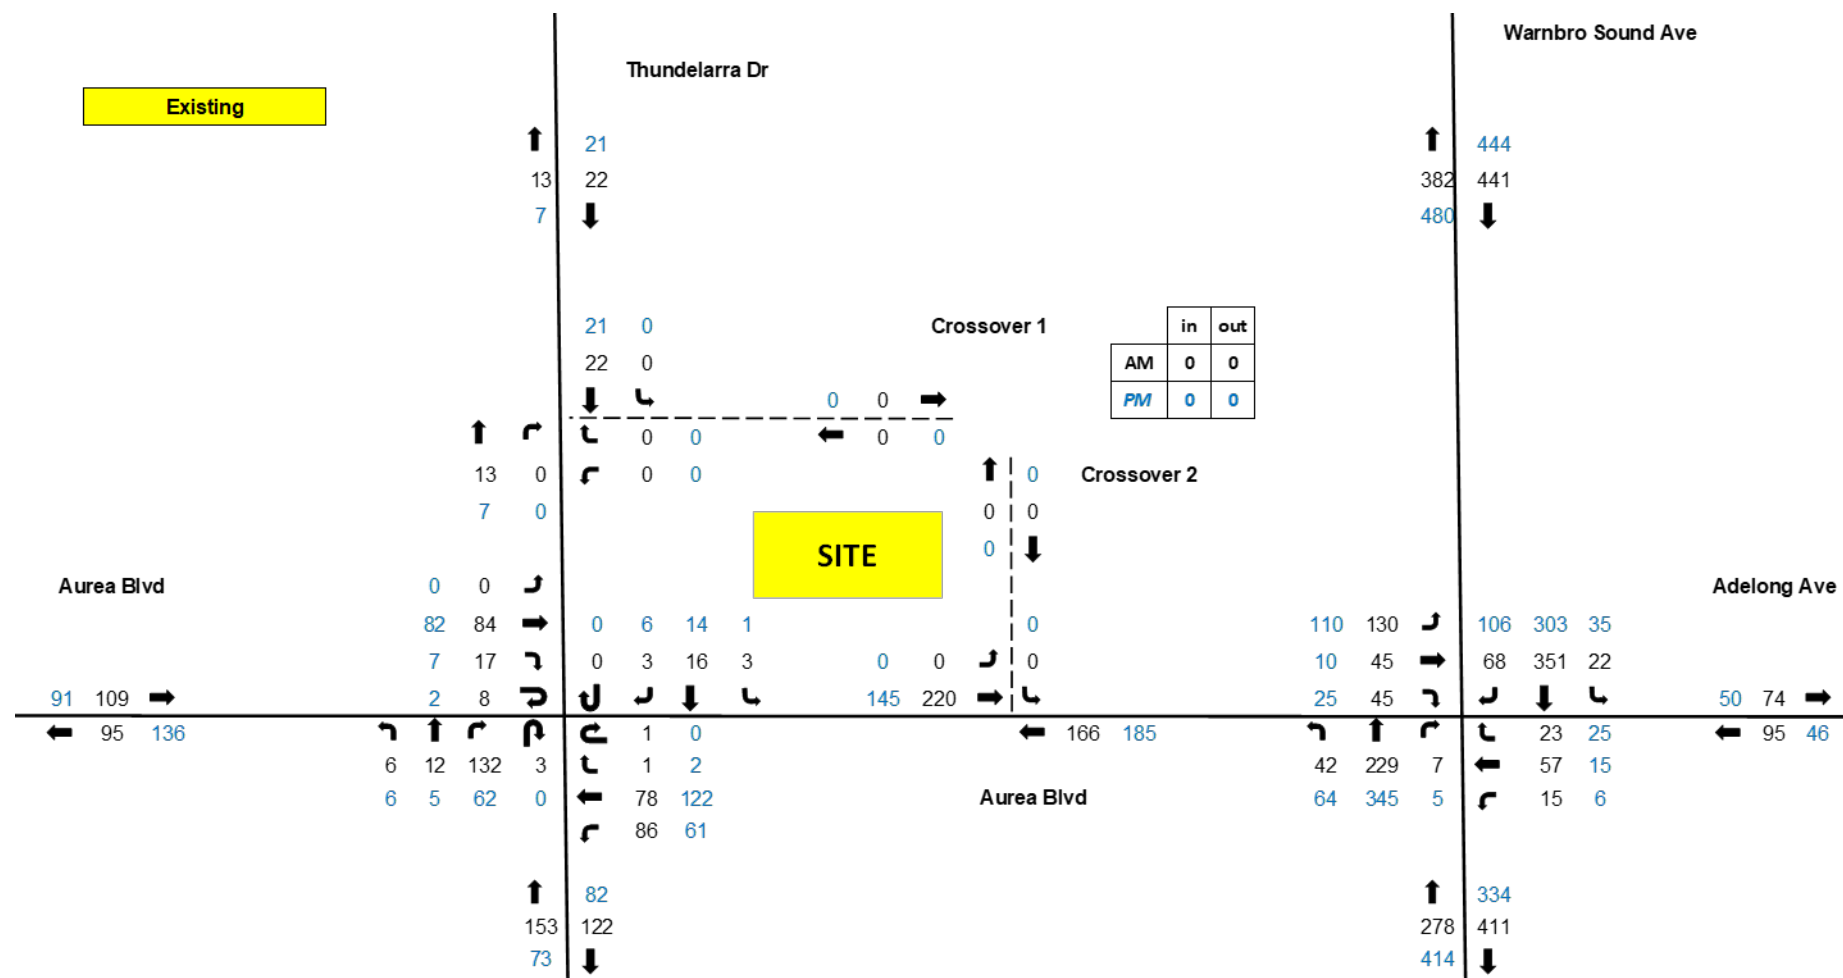 Warnbro Sound Ave
Thundelarra Dr
Existing
21 444
13 22 382 441
7 480
21 0 Crossover 1 in out
22 0 AM 0 0
0 0 PM 0 0
0 0 0 0
13 0 0 0 0 Crossover 2
7 0 0 0
SITE 0
Aurea Blvd 0 0 Adelong Ave
82 84 0 6 14 1 0 110 130 106 303 35
7 17 0 3 16 3 0 0 0 10 45 68 351 22
91 109 2 8 145 220 25 45 50 74
95 136 1 0 166 185 23 25 95 46
6 12 132 3 1 2 42 229 7 57 15
6 5 62 0 78 122 Aurea Blvd 64 345 5 15 6
86 61
82 334
153 122 278 411
73 414